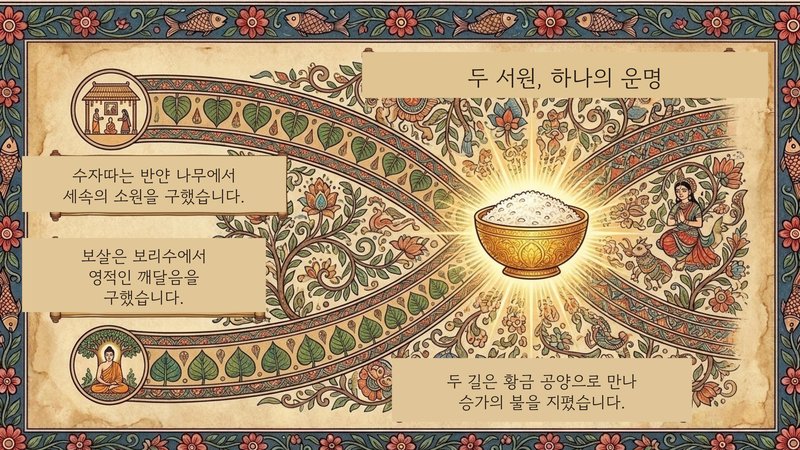 두 서원, 하나의 운명
수자따는 반얀 나무에서
세속의 소원을 구했습니다.
보살은 보리수에서
영적인 깨달음을
구했습니다.
두 길은 황금 공양으로 만나
승가의 불을 지폈습니다.